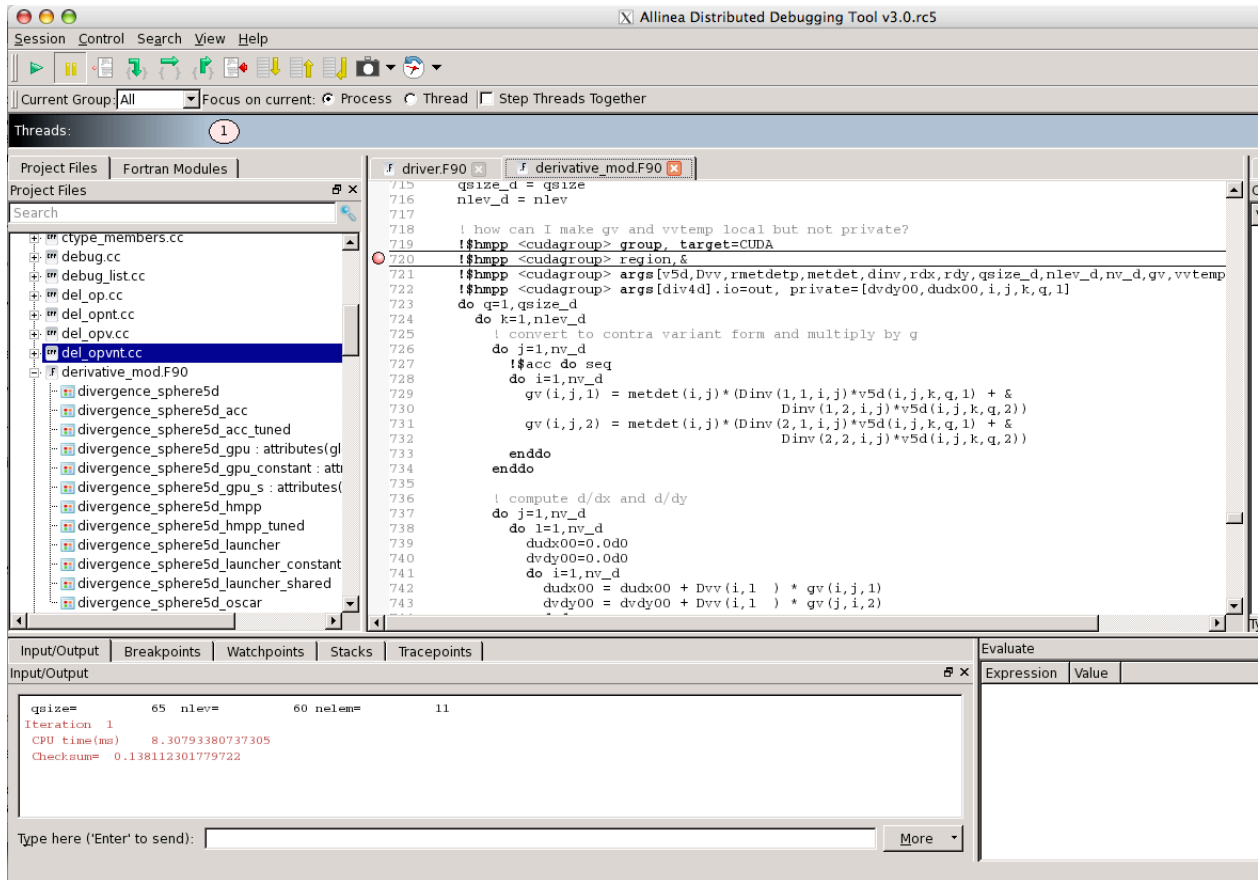 Allinea Distributed Debugging Tool v3.0.rc5
Session Control Search View Help
Current Group: All Focus on current: Process Thread Step Threads Together
Threads: 1
Project Files Fortran Modules
Project Files
Search
ctype_members.cc
debug.cc
debug_list.cc
del_op.cc
del_opnt.cc
del_opv.cc
del_opvnt.cc
derivative_mod.F90
divergence_sphere5d
divergence_sphere5d_acc
divergence_sphere5d_acc_tuned
divergence_sphere5d_gpu : attributes(gl
divergence_sphere5d_gpu_constant : attr
divergence_sphere5d_gpu_s : attributes(
divergence_sphere5d_hmpp
divergence_sphere5d_hmpp_tuned
divergence_sphere5d_launcher
divergence_sphere5d_launcher_constant
divergence_sphere5d_launcher_shared
divergence_sphere5d_oscar
driver.F90 derivative_mod.F90
715 qsize_d = qsize
716 nlev_d = nlev
717
718 ! how can I make gv and vvtemp local but not private?
719 !$hmpp <cudagroup> group, target=CUDA
720 !$hmpp <cudagroup> region,&
721 !$hmpp <cudagroup> args[v5d,Dvv,rmetdetp,metdet,dinv,rdx,rdy,qsize_d,nlev_d,nv_d,gv,vvtemp
722 !$hmpp <cudagroup> args[div4d].io=out, private=[dvdy00,dudx00,i,j,k,q,l]
723 do q=1,qsize_d
724 do k=1,nlev_d
725 ! convert to contra variant form and multiply by g
726 do j=1,nv_d
727 !$acc do seq
728 do i=1,nv_d
729 gv(i,j,1) = metdet(i,j)*(Dinv(1,1,i,j)*v5d(i,j,k,q,1) + &
730 Dinv(1,2,i,j)*v5d(i,j,k,q,2))
731 gv(i,j,2) = metdet(i,j)*(Dinv(2,1,i,j)*v5d(i,j,k,q,1) + &
732 Dinv(2,2,i,j)*v5d(i,j,k,q,2))
733 enddo
734 enddo
735
736 ! compute d/dx and d/dy
737 do j=1,nv_d
738 do l=1,nv_d
739 dudx00=0.0d0
740 dvdy00=0.0d0
741 do i=1,nv_d
742 dudx00 = dudx00 + Dvv(i,l ) * gv(i,j,1)
743 dvdy00 = dvdy00 + Dvv(i,l ) * gv(j,i,2)
Input/Output Breakpoints Watchpoints Stacks Tracepoints
Input/Output
qsize= 65 nlev= 60 nelem= 11
Iteration 1
CPU time(ms) 8.30793380737305
Checksum= 0.138112301779722
Type here ('Enter' to send): More
Evaluate
Expression Value